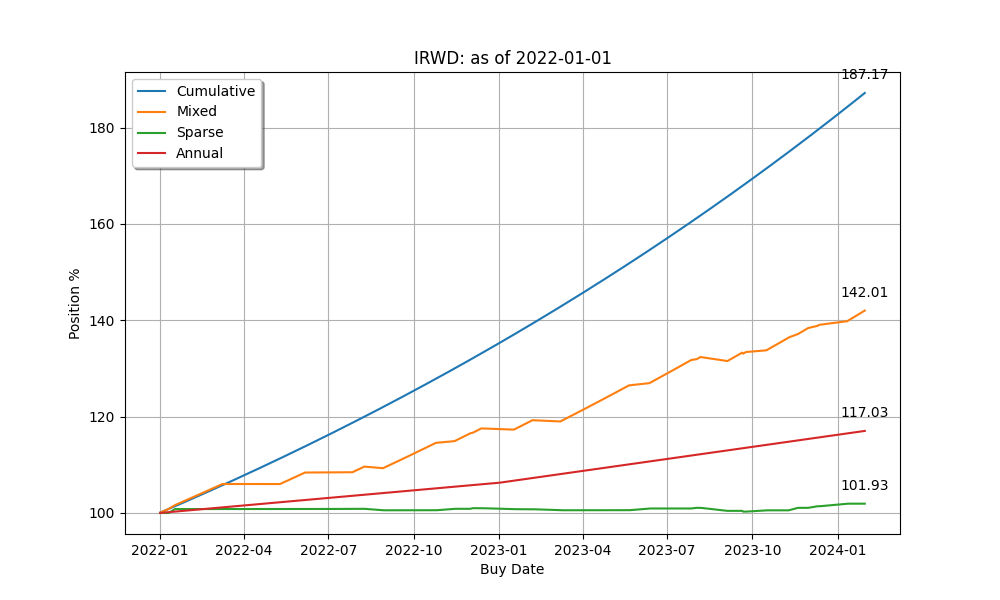 IRWD: as of 2022-01-01
187.17
Cumulative
Mixed
Sparse
Annual
180
160
142.01
140
120
117.03
101.93
100
Position %
2022-01 2022-04 2022-07 2022-10 2023-01 2023-04 2023-07 2023-10 2024-01
Buy Date